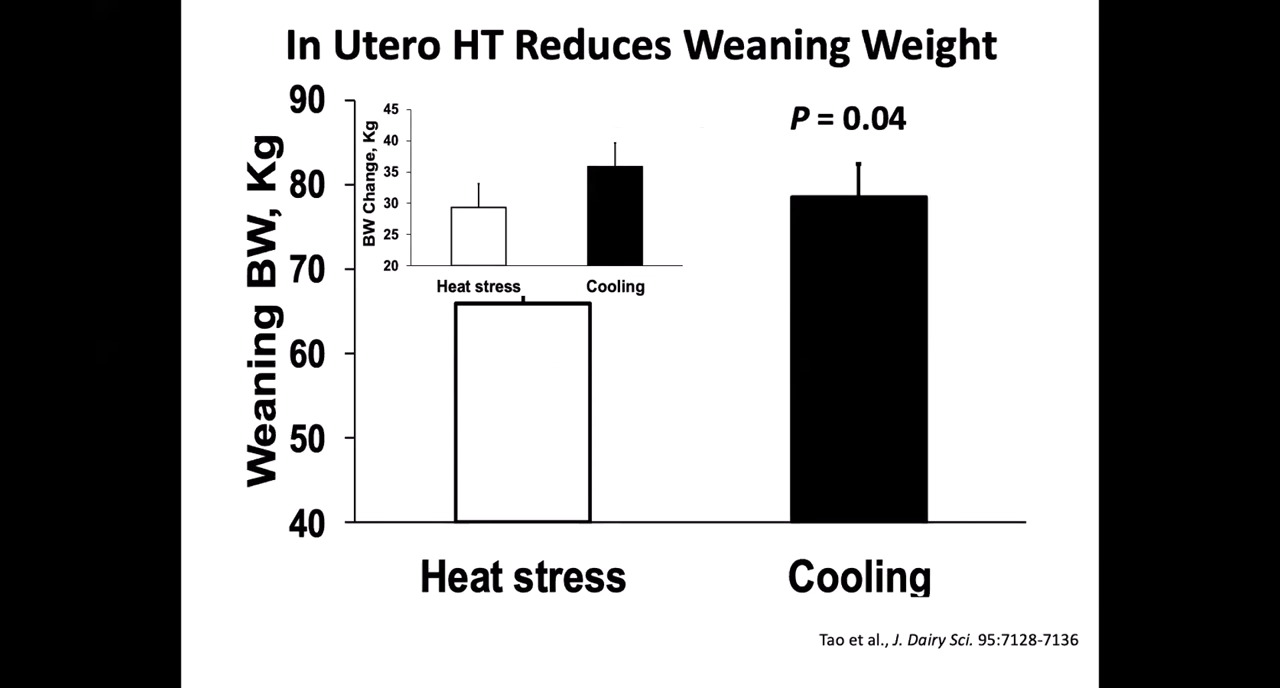 In Utero HT Reduces Weaning Weight
Weaning BW, Kg
90
80
70
60
50
40
BW Change, Kg
45
40
35
30
25
20
Heat stress
Cooling
P = 0.04
Heat stress
Cooling
Tao et al., J. Dairy Sci. 95:7128-7136